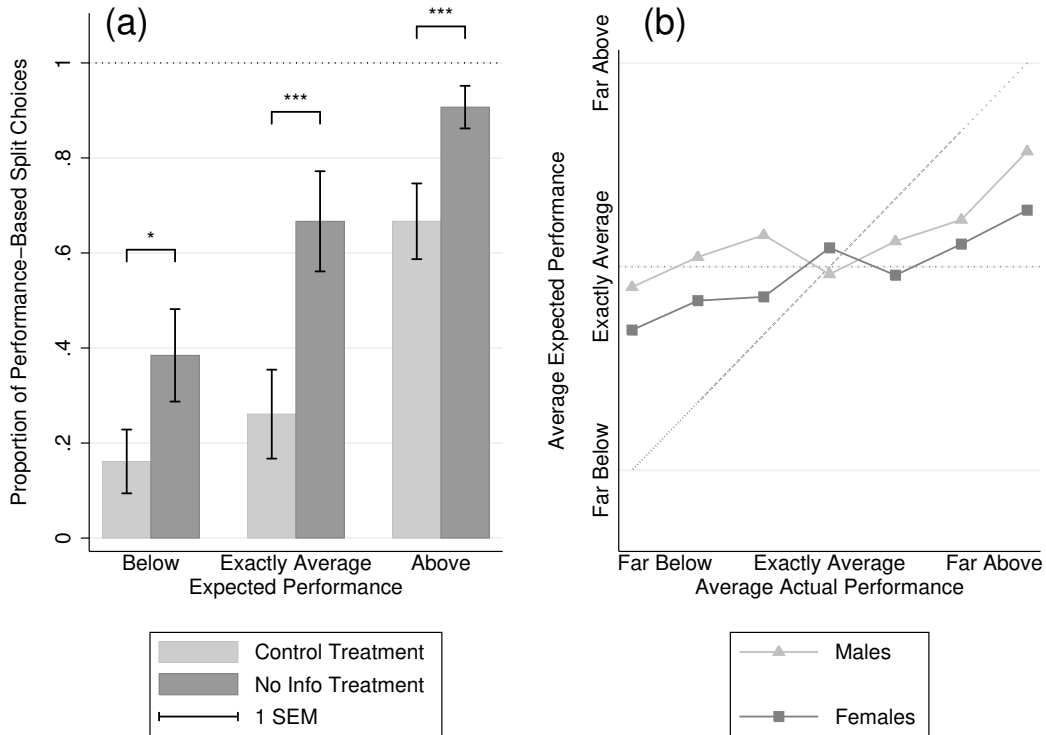 (a)
Proportion of Performance−Based Split Choices
1
.8
.6
.4
.2
0
*
***
***
Below
Exactly Average
Above
Expected Performance
Control Treatment
No Info Treatment
1 SEM
(b)
Average Expected Performance
Far Above
Exactly Average
Far Below
Far Below
Exactly Average
Far Above
Average Actual Performance
Males
Females